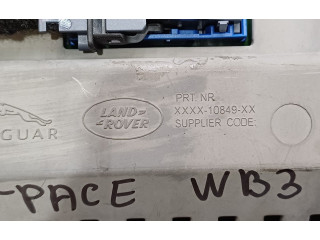 PRT. NR.
LAND-
-ROVER
XXXX-10849-XX
SUPPLIER CODE:
GUAR
-PACE WB3